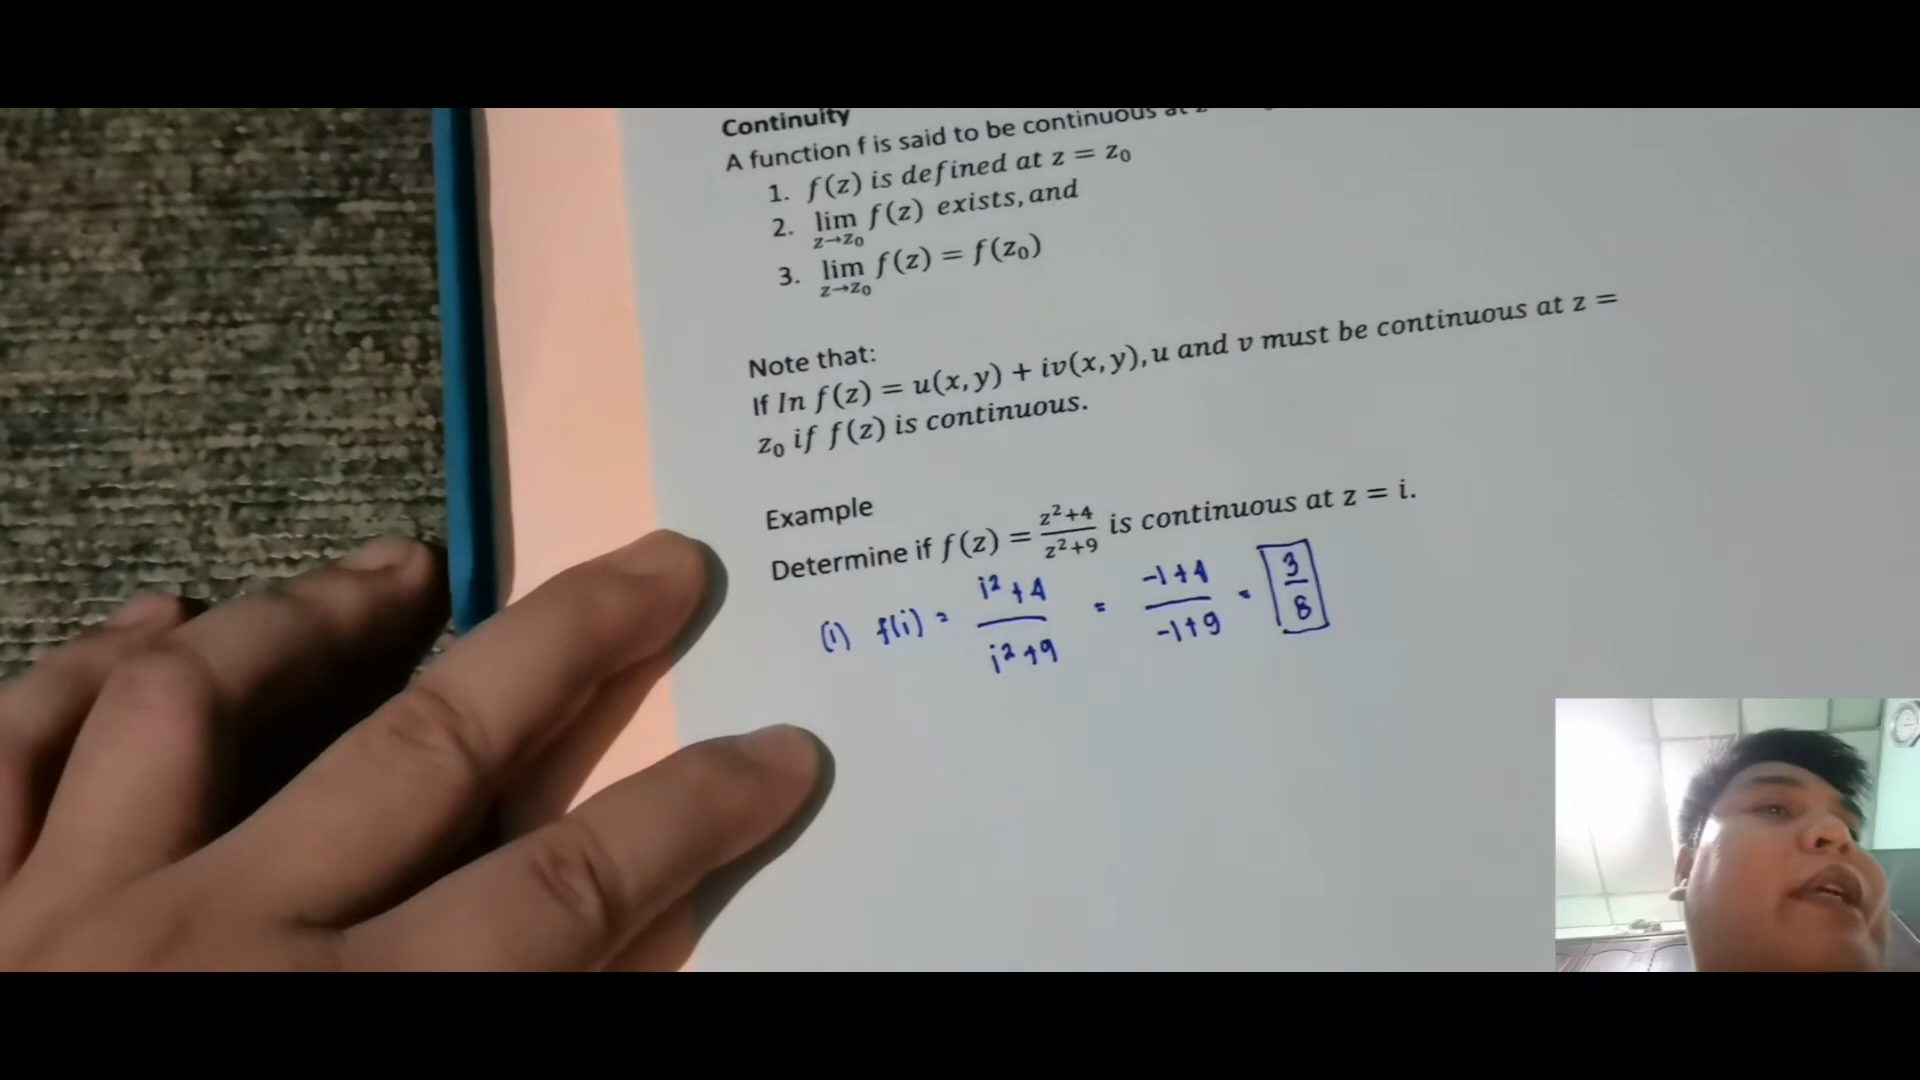 Continuity
A function f is said to be continuous at z
1. f(z) is defined at z = z₀
2. lim f(z) exists, and
z→z₀
3. lim f(z) = f(z₀)
z→z₀
Note that:
If In f(z) = u(x, y) + iv(x, y), u and v must be continuous at z =
z₀ if f(z) is continuous.
Example
Determine if f(z) = z²+4/z²+9 is continuous at z = i.
(1) f(i) = i²+4/i²+9 = -1+4/-1+9 = 3/8